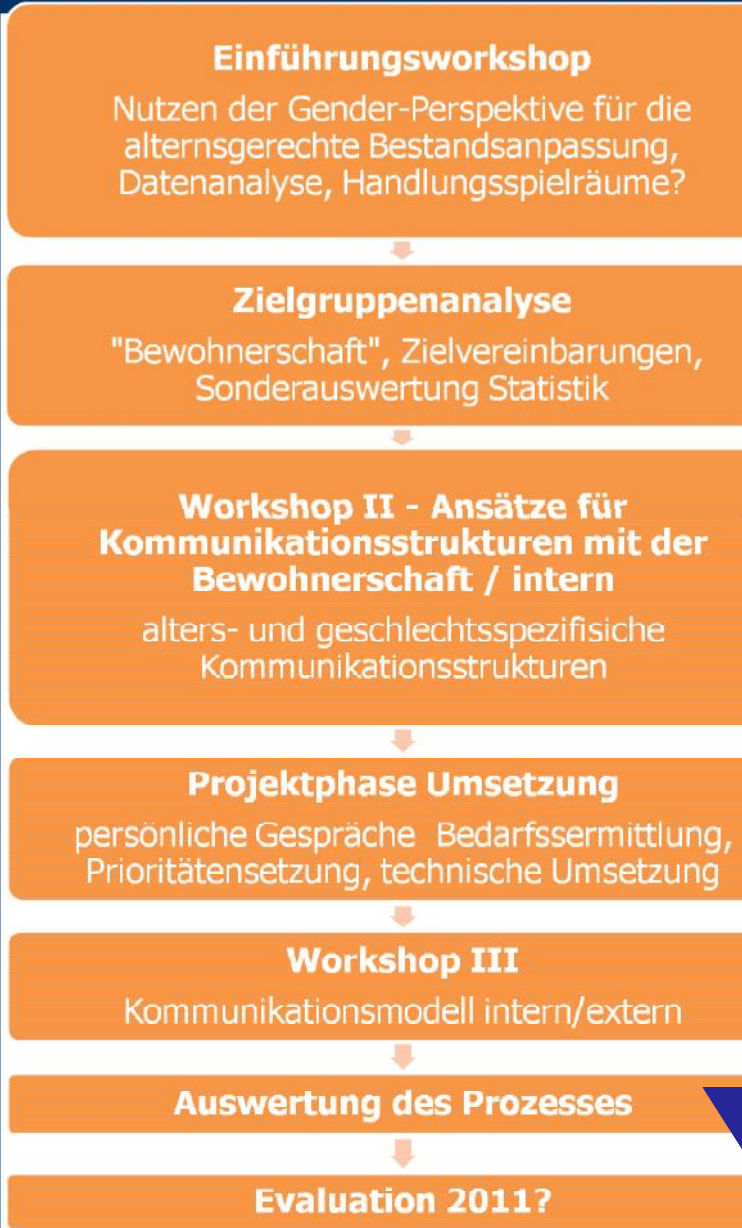 Einführungsworkshop
Nutzen der Gender-Perspektive für die
alternsgerechte Bestandsanpassung,
Datenanalyse, Handlungsspielräume?
Zielgruppenanalyse
"Bewohnerschaft", Zielvereinbarungen,
Sonderauswertung Statistik
Workshop II - Ansätze für
Kommunikationsstrukturen mit der
Bewohnerschaft / intern
alters- und geschlechtsspezifisiche
Kommunikationsstrukturen
Projektphase Umsetzung
persönliche Gespräche Bedarfssermittlung,
Prioritätensetzung, technische Umsetzung
Workshop III
Kommunikationsmodell intern/extern
Auswertung des Prozesses
Evaluation 2011?